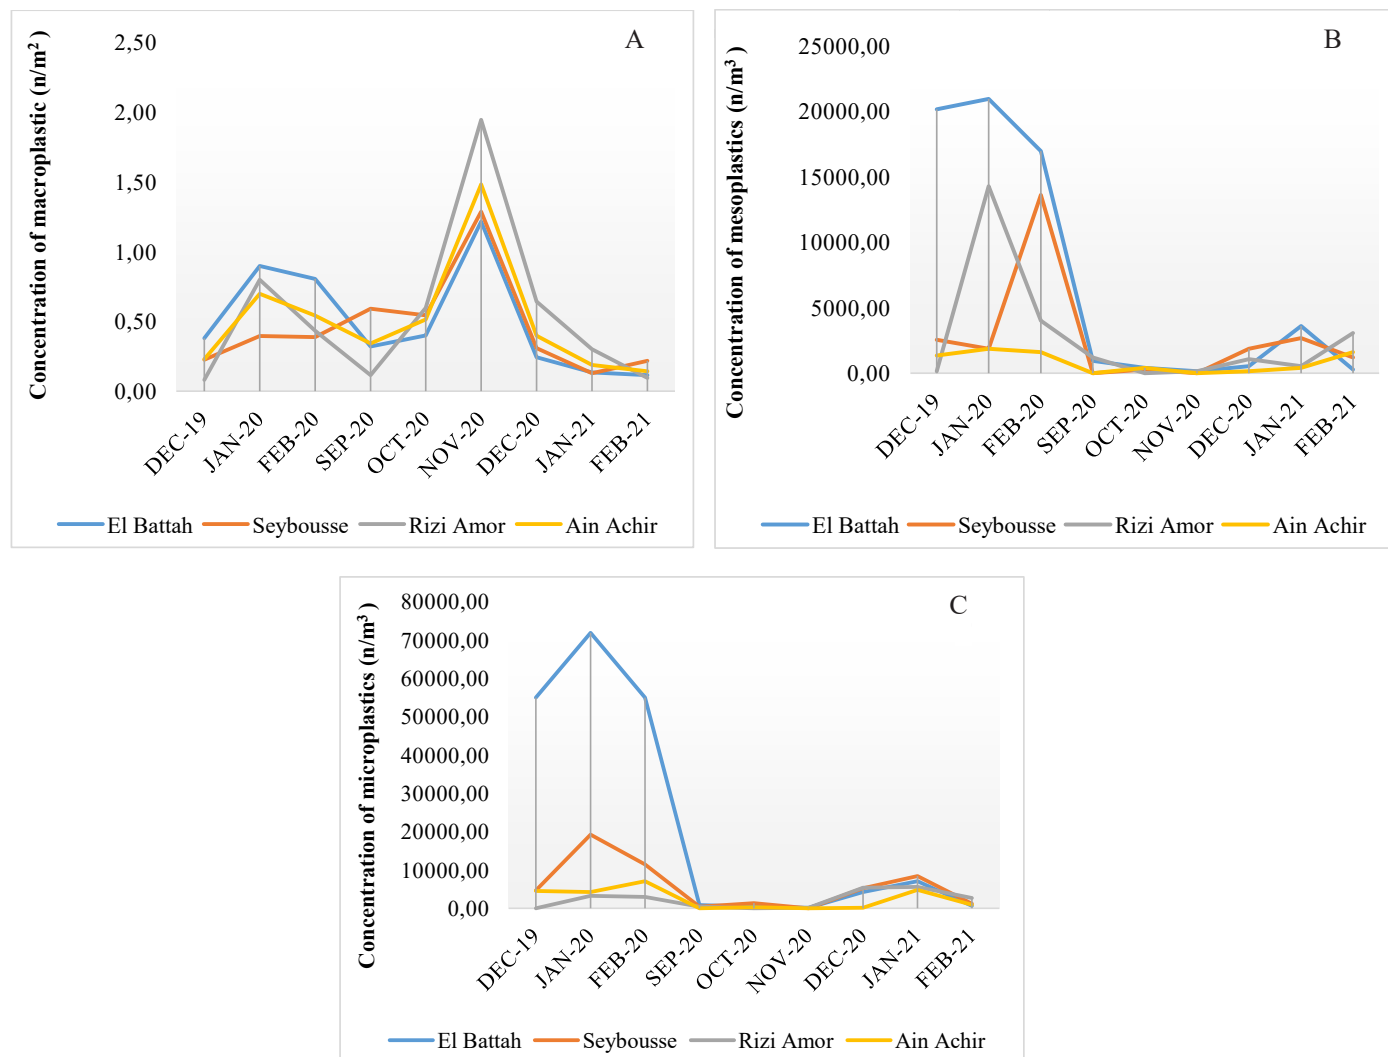 A
Concentration of macroplastic (n/m²)
2,50
2,00
1,50
1,00
0,50
0,00
DEC-19
JAN-20
FEB-20
SEP-20
OCT-20
NOV-20
DEC-20
JAN-21
FEB-21
El Battah Seybousse Rizi Amor Ain Achir
B
Concentration of mesoplastics (n/m³)
25000,00
20000,00
15000,00
10000,00
5000,00
0,00
DEC-19
JAN-20
FEB-20
SEP-20
OCT-20
NOV-20
DEC-20
JAN-21
FEB-21
El Battah Seybousse Rizi Amor Ain Achir
C
Concentration of microplastics (n/m³)
80000,00
70000,00
60000,00
50000,00
40000,00
30000,00
20000,00
10000,00
0,00
DEC-19
JAN-20
FEB-20
SEP-20
OCT-20
NOV-20
DEC-20
JAN-21
FEB-21
El Battah Seybousse Rizi Amor Ain Achir